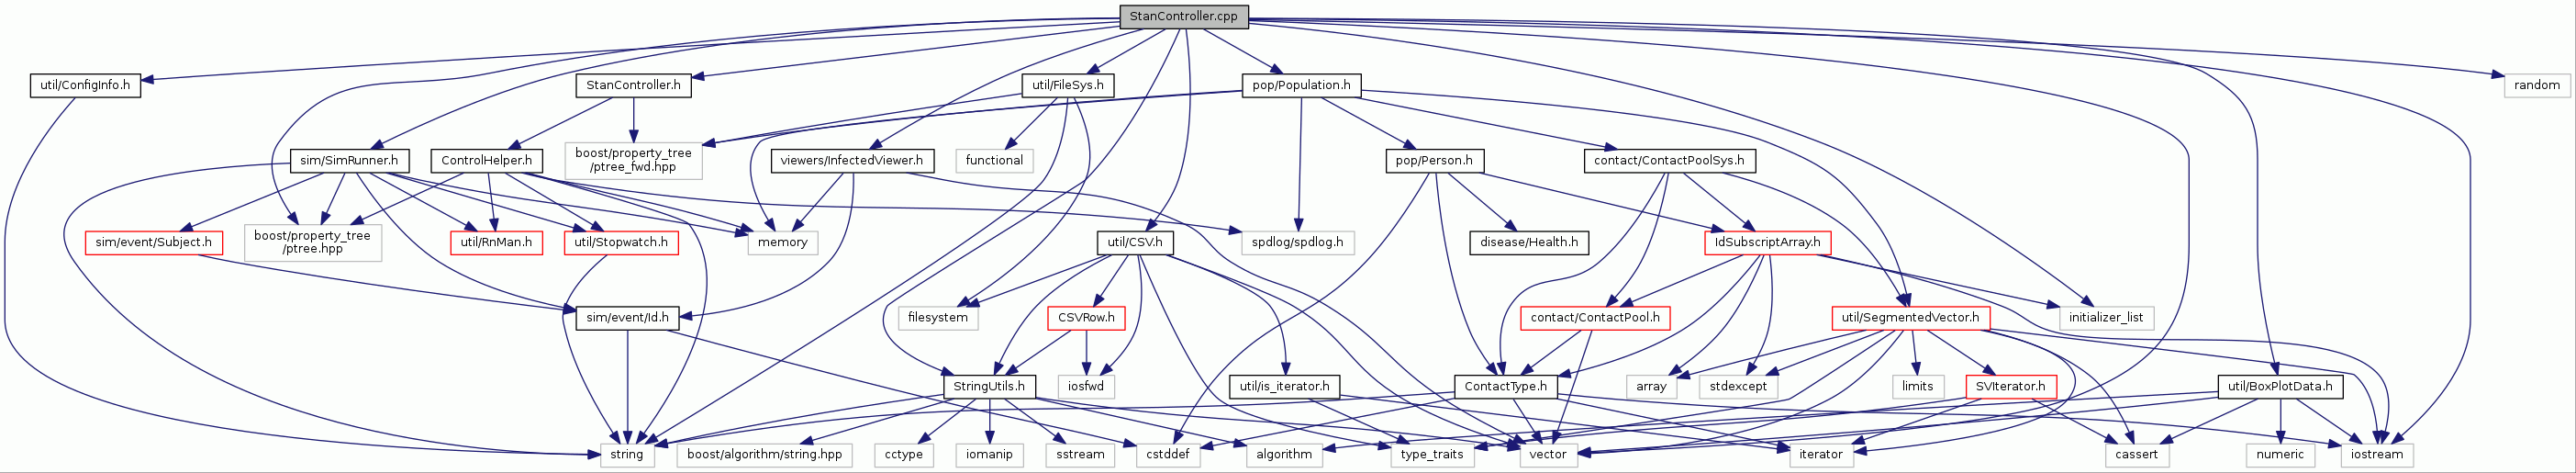 StanController.cpp
util/ConfigInfo.h
StanController.h
util/FileSys.h
pop/Population.h
random
sim/SimRunner.h
ControlHelper.h
boost/property_tree
/ptree_fwd.hpp
viewers/InfectedViewer.h
functional
pop/Person.h
contact/ContactPoolSys.h
sim/event/Subject.h
boost/property_tree
/ptree.hpp
util/RnMan.h
util/Stopwatch.h
memory
util/CSV.h
spdlog/spdlog.h
disease/Health.h
IdSubscriptArray.h
sim/event/Id.h
filesystem
CSVRow.h
contact/ContactPool.h
util/SegmentedVector.h
initializer_list
StringUtils.h
iosfwd
util/is_iterator.h
ContactType.h
array
stdexcept
limits
SVIterator.h
util/BoxPlotData.h
string
boost/algorithm/string.hpp
cctype
iomanip
sstream
cstddef
algorithm
type_traits
vector
iterator
cassert
numeric
iostream